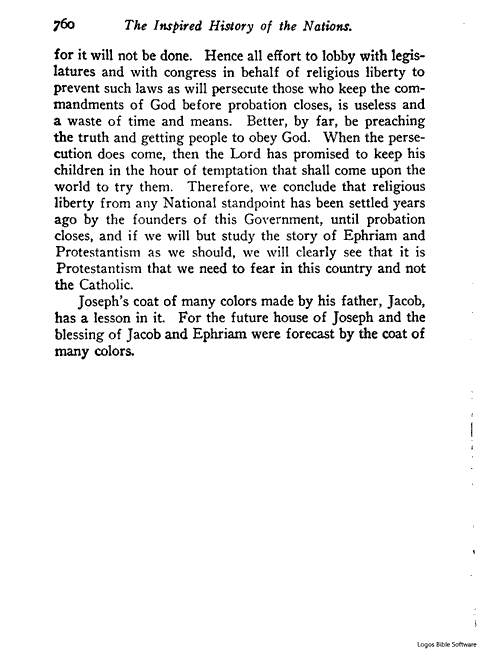 760 The Inspired History of the Nations.
for it will not be done. Hence all effort to lobby with legis-
latures and with congress in behalf of religious liberty to
prevent such laws as will persecute those who keep the com-
mandments of God before probation closes, is useless and
a waste of time and means. Better, by far, be preaching
the truth and getting people to obey God. When the perse-
cution does come, then the Lord has promised to keep his
children in the hour of temptation that shall come upon the
world to try them. Therefore, we conclude that religious
liberty from any National standpoint has been settled years
ago by the founders of this Government, until probation
closes, and if we will but study the story of Ephriam and
Protestantism as we should, we will clearly see that it is
Protestantism that we need to fear in this country and not
the Catholic.
Joseph's coat of many colors made by his father, Jacob,
has a lesson in it. For the future house of Joseph and the
blessing of Jacob and Ephriam were forecast by the coat of
many colors.
Logos Bible Software